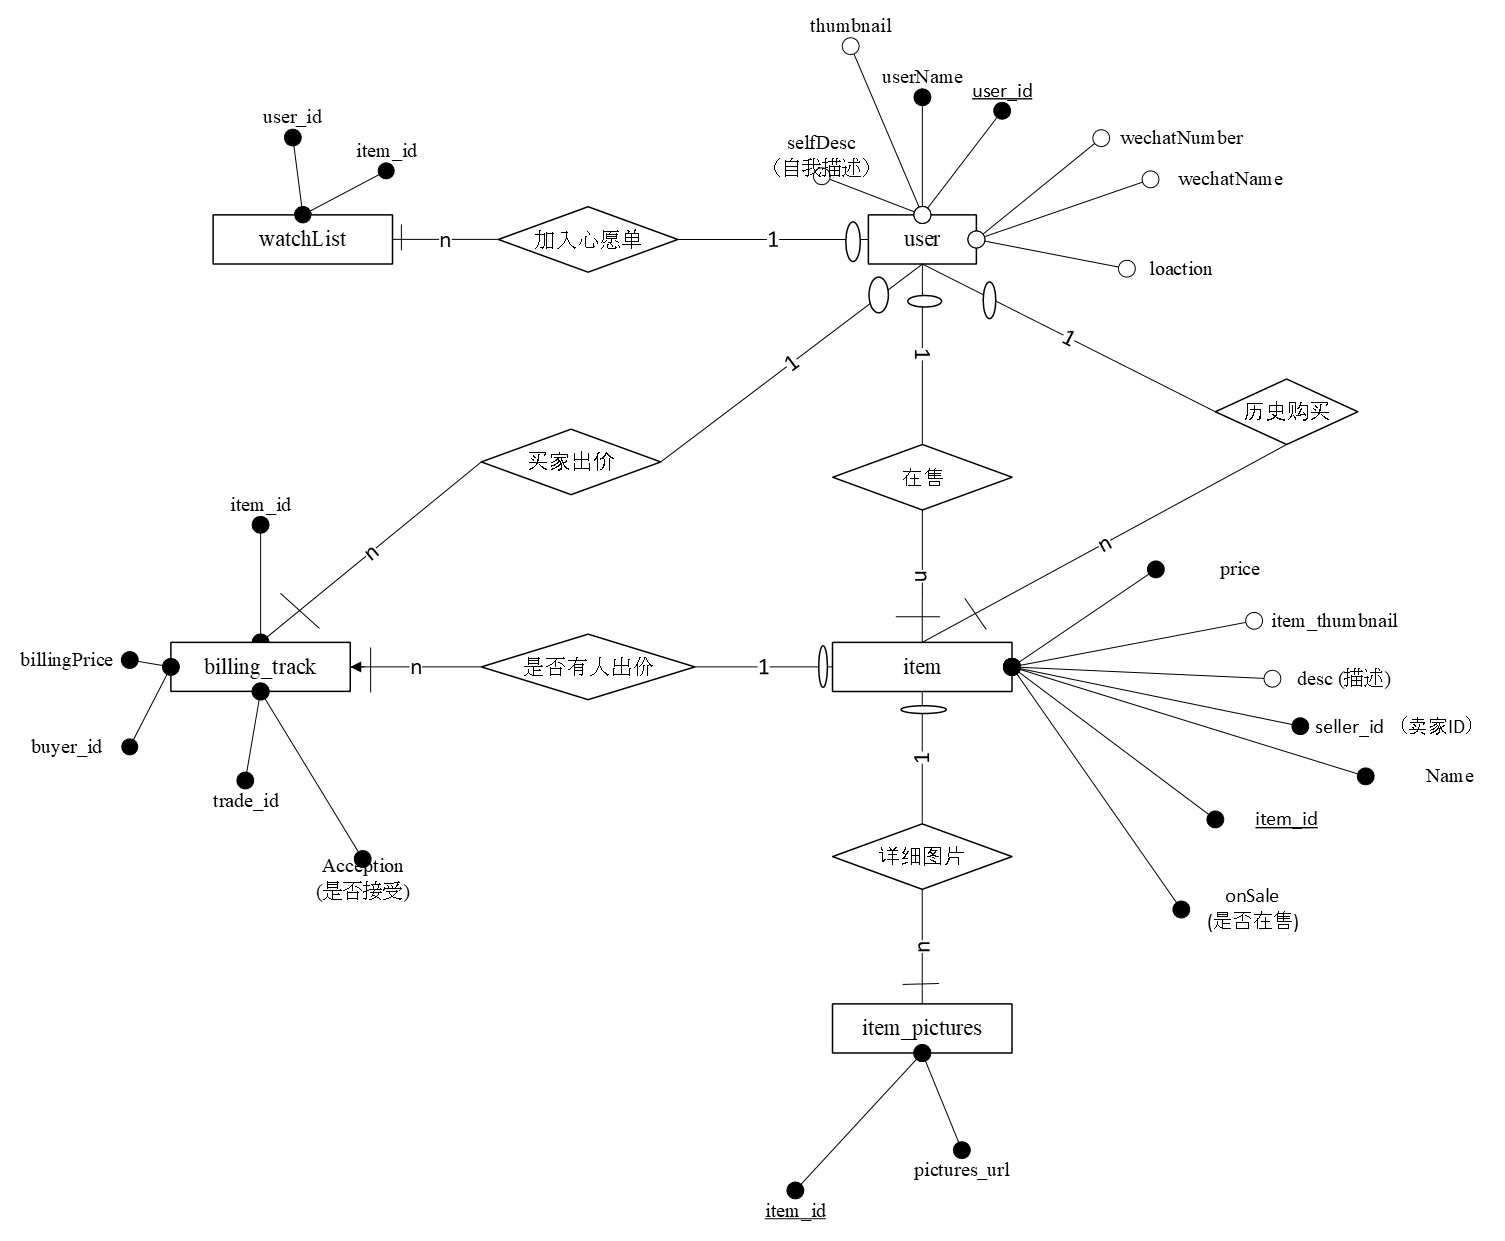 thumbnail
userName
user_id
user_id
item_id
selfDesc
（自我描述）
wechatNumber
wechatName
loaction
watchList
n
加入心愿单
1
user
1
1
1
历史购买
买家出价
在售
item_id
n
n
n
price
item_thumbnail
billingPrice
billing_track
n
是否有人出价
1
item
desc (描述)
seller_id （卖家ID）
buyer_id
1
Name
trade_id
item_id
详细图片
Acception
(是否接受)
onSale
(是否在售)
n
item_pictures
pictures_url
item_id